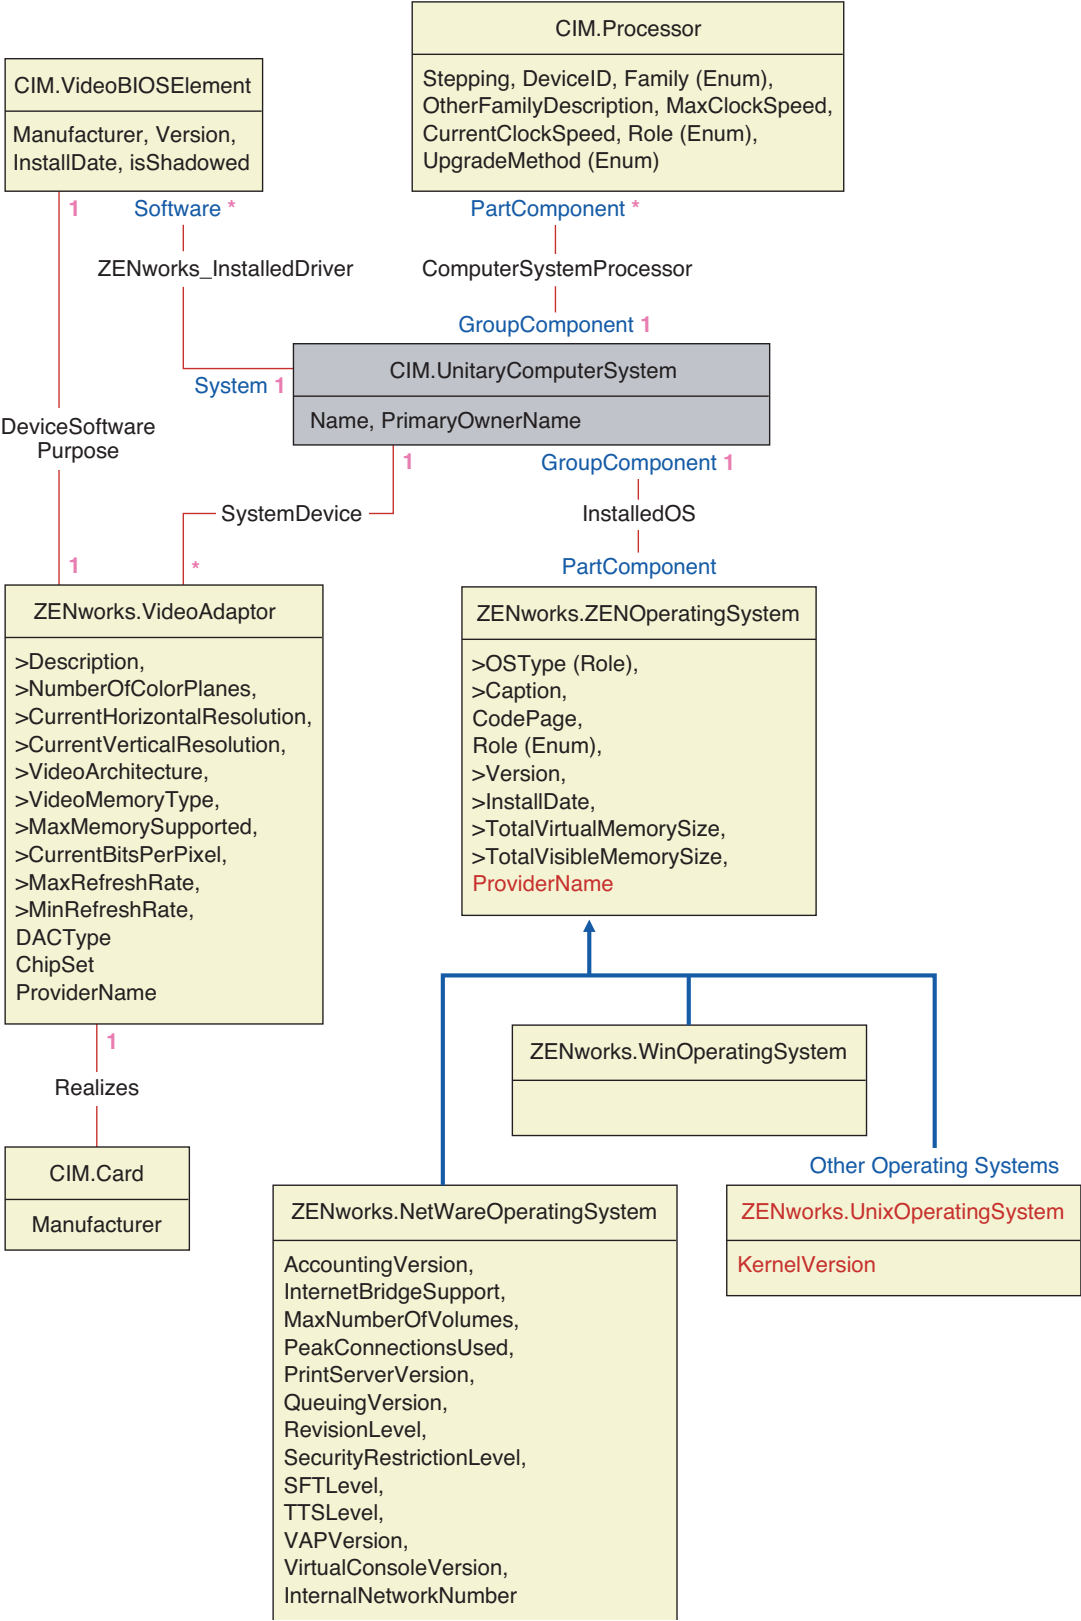 CIM.Processor
Stepping, DeviceID, Family (Enum),
OtherFamilyDescription, MaxClockSpeed,
CurrentClockSpeed, Role (Enum),
UpgradeMethod (Enum)
CIM.VideoBIOSElement
Manufacturer, Version,
InstallDate, isShadowed
1
Software *
PartComponent *
ZENworks_InstalledDriver
ComputerSystemProcessor
GroupComponent 1
CIM.UnitaryComputerSystem
System 1
Name, PrimaryOwnerName
DeviceSoftware
Purpose
1
GroupComponent 1
SystemDevice
InstalledOS
1
*
PartComponent
ZENworks.VideoAdaptor
>Description,
>NumberOfColorPlanes,
>CurrentHorizontalResolution,
>CurrentVerticalResolution,
>VideoArchitecture,
>VideoMemoryType,
>MaxMemorySupported,
>CurrentBitsPerPixel,
>MaxRefreshRate,
>MinRefreshRate,
DACType
ChipSet
ProviderName
ZENworks.ZENOperatingSystem
>OSType (Role),
>Caption,
CodePage,
Role (Enum),
>Version,
>InstallDate,
>TotalVirtualMemorySize,
>TotalVisibleMemorySize,
ProviderName
1
Realizes
CIM.Card
Manufacturer
ZENworks.WinOperatingSystem
Other Operating Systems
ZENworks.NetWareOperatingSystem
AccountingVersion,
InternetBridgeSupport,
MaxNumberOfVolumes,
PeakConnectionsUsed,
PrintServerVersion,
QueuingVersion,
RevisionLevel,
SecurityRestrictionLevel,
SFTLevel,
TTSLevel,
VAPVersion,
VirtualConsoleVersion,
InternalNetworkNumber
ZENworks.UnixOperatingSystem
KernelVersion